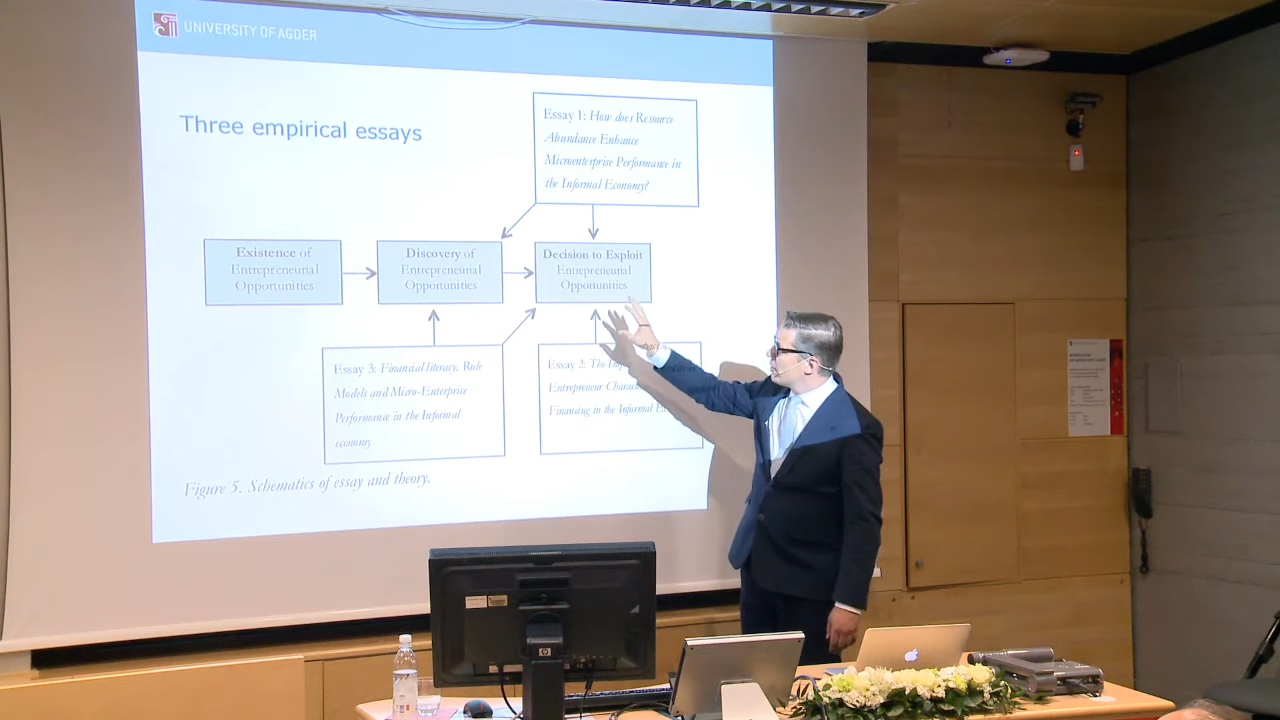 UNIVERSITY OF AGDER
Three empirical essays
Essay 1: How does Resource
Abundance Enhance
Microenterprise Performance in
the Informal Economy?
Existence of
Entrepreneurial
Opportunities
Discovery of
Entrepreneurial
Opportunities
Decision to Exploit
Entrepreneurial
Opportunities
Essay 3: Financial literacy, Role
Models and Micro-Enterprise
Performance in the Informal
economy
Essay 2: The
Entrepreneur
Financing in the Informal
Figure 5. Schematics of essay and theory.
hp